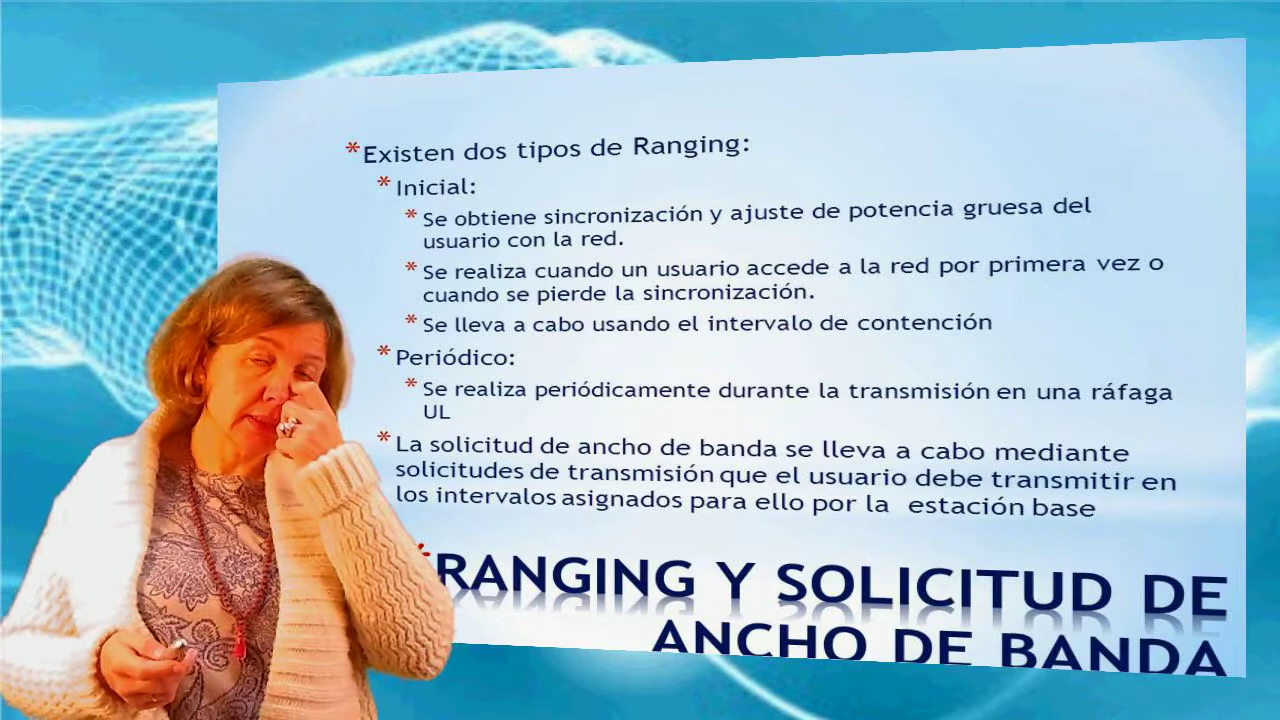 * Existen dos tipos de Ranging:
* Inicial:
* Se obtiene sincronización y ajuste de potencia gruesa del
usuario con la red.
* Se realiza cuando un usuario accede a la red por primera vez o
cuando se pierde la sincronización.
* Se lleva a cabo usando el intervalo de contención
* Periódico:
* Se realiza periódicamente durante la transmisión en una ráfaga
UL
* La solicitud de ancho de banda se lleva a cabo mediante
solicitudes de transmisión que el usuario debe transmitir en
los intervalos asignados para ello por la estación base
* RANGING Y SOLICITUD DE
ANCHO DE BANDA